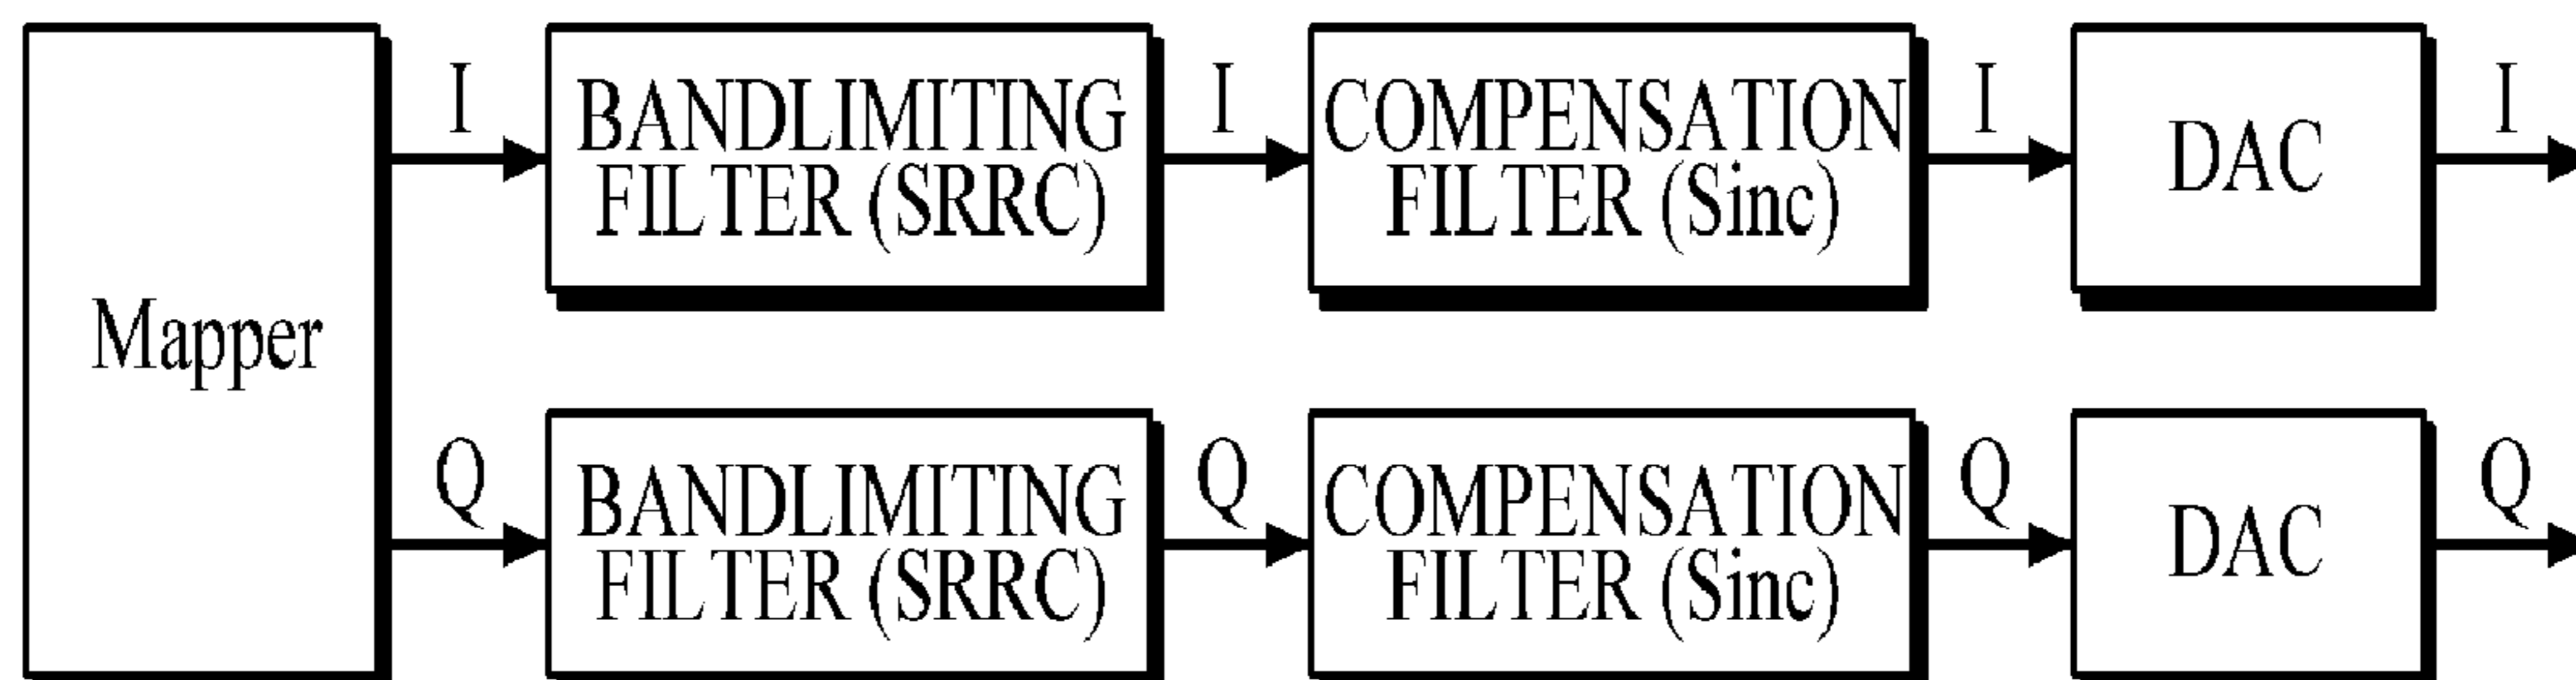 Mapper
I
BANDLIMITING
FILTER (SRRC)
I
COMPENSATION
FILTER (Sinc)
I
DAC
I
Q
BANDLIMITING
FILTER (SRRC)
Q
COMPENSATION
FILTER (Sinc)
Q
DAC
Q